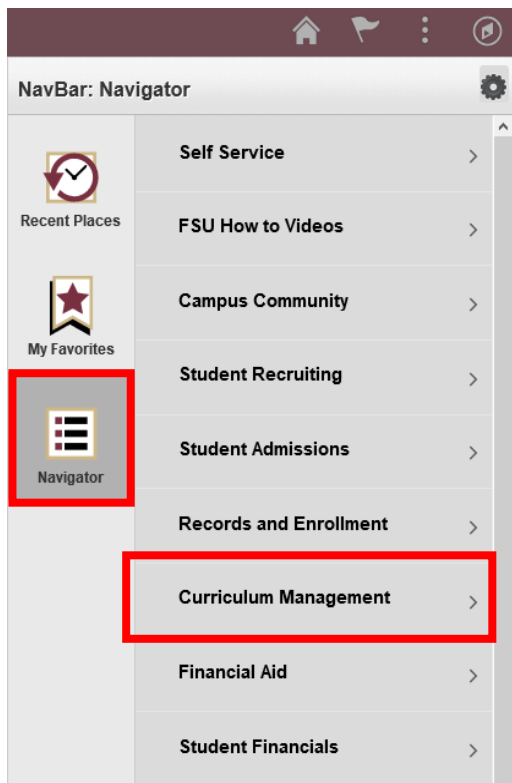 NavBar: Navigator
Recent Places
My Favorites
Navigator
Self Service
FSU How to Videos
Campus Community
Student Recruiting
Student Admissions
Records and Enrollment
Curriculum Management
Financial Aid
Student Financials